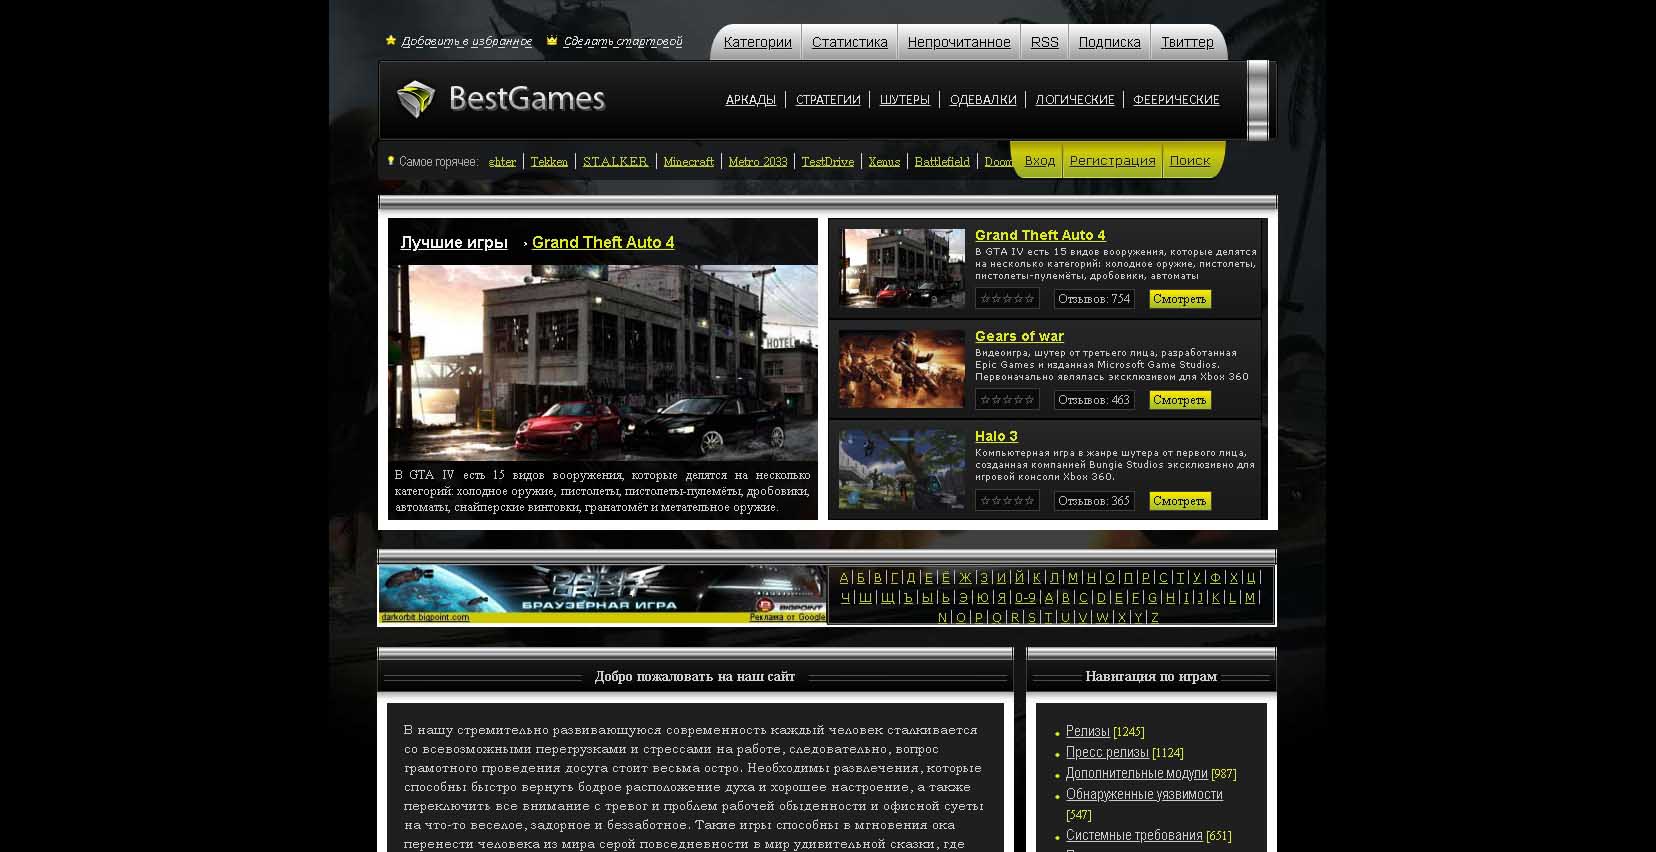 Добавить в избранное Сделать стартовой
Категории Статистика Непрочитанное RSS Подписка Твиттер
BestGames
АРКАДЫ СТРАТЕГИИ ШУТЕРЫ ОДЕВАЛКИ ЛОГИЧЕСКИЕ ФЕЕРИЧЕСКИЕ
Самое горячее: ghter Tekken S.T.A.L.K.E.R. Minecraft Metro 2033 TestDrive Xenus Battlefield Doom
Вход Регистрация Поиск
Лучшие игры › Grand Theft Auto 4
HOTEL
В GTA IV есть 15 видов вооружения, которые делятся на несколько
категорий: холодное оружие, пистолеты, пистолеты-пулемёты, дробовики,
автоматы, снайперские винтовки, гранатомёт и метательное оружие.
Grand Theft Auto 4
В GTA IV есть 15 видов вооружения, которые делятся
на несколько категорий: холодное оружие, пистолеты,
пистолеты-пулемёты, дробовики, автоматы
☆☆☆☆☆ Отзывов: 754 Смотреть
Gears of war
Видеоигра, шутер от третьего лица, разработанная
Epic Games и изданная Microsoft Game Studios.
Первоначально являлась эксклюзивом для Xbox 360
☆☆☆☆☆ Отзывов: 463 Смотреть
Halo 3
Компьютерная игра в жанре шутера от первого лица,
созданная компанией Bungie Studios эксклюзивно для
игровой консоли Xbox 360.
☆☆☆☆☆ Отзывов: 365 Смотреть
ORBIT
БРАУЗЕРНАЯ ИГРА
BIGPOINT
darkorbit.bigpoint.com Реклама от Google
А | Б | В | Г | Д | Е | Ё | Ж | З | И | Й | К | Л | М | Н | О | П | Р | С | Т | У | Ф | Х | Ц |
Ч | Ш | Щ | Ъ | Ы | Ь | Э | Ю | Я | 0-9 | A | B | C | D | E | F | G | H | I | J | K | L | M |
N | O | P | Q | R | S | T | U | V | W | X | Y | Z
Добро пожаловать на наш сайт
В нашу стремительно развивающуюся современность каждый человек сталкивается
со всевозможными перегрузками и стрессами на работе, следовательно, вопрос
грамотного проведения досуга стоит весьма остро. Необходимы развлечения, которые
способны быстро вернуть бодрое расположение духа и хорошее настроение, а также
переключить все внимание с тревог и проблем рабочей обыденности и офисной суеты
на что-то веселое, задорное и беззаботное. Такие игры способны в мгновения ока
перенести человека из мира серой повседневности в мир удивительной сказки, где
Навигация по играм
Релизы [1245]
Пресс релизы [1124]
Дополнительные модули [987]
Обнаруженные уязвимости
[547]
Системные требования [651]